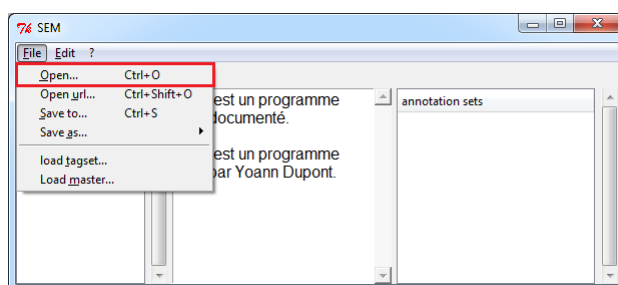 SEM
File Edit ?
Open... Ctrl+O
Open url... Ctrl+Shift+O
Save to... Ctrl+S
Save as...
load tagset...
Load master...
est un programme
documenté.
est un programme
par Yoann Dupont.
annotation sets